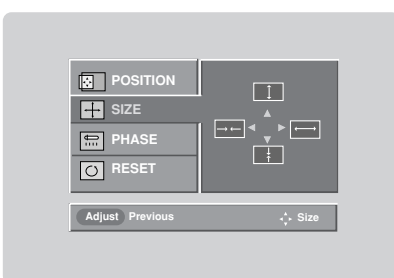 POSITION
SIZE
PHASE
RESET
Adjust Previous Size